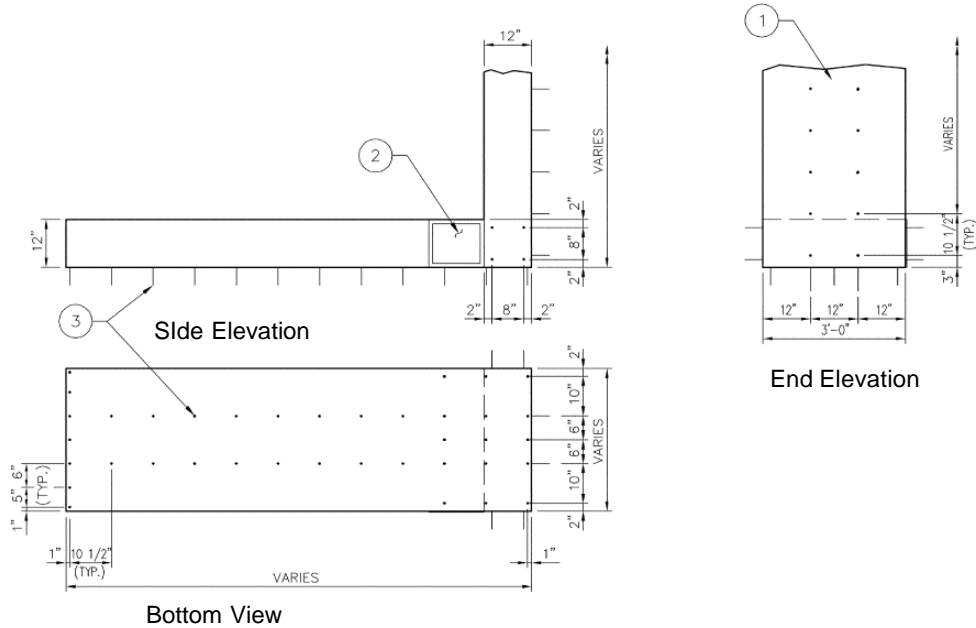 12"
1
2
VARIES
VARIES
12"
2"
8"
2"
10 1/2"
(TYP.)
3"
2" 8" 2"
12" 12" 12"
3'-0"
3
SIde Elevation
End Elevation
2"
10"
6"
6"
10"
2"
VARIES
6"
(TYP.)
5"
1"
1" 10 1/2"
(TYP.)
1"
VARIES
Bottom View